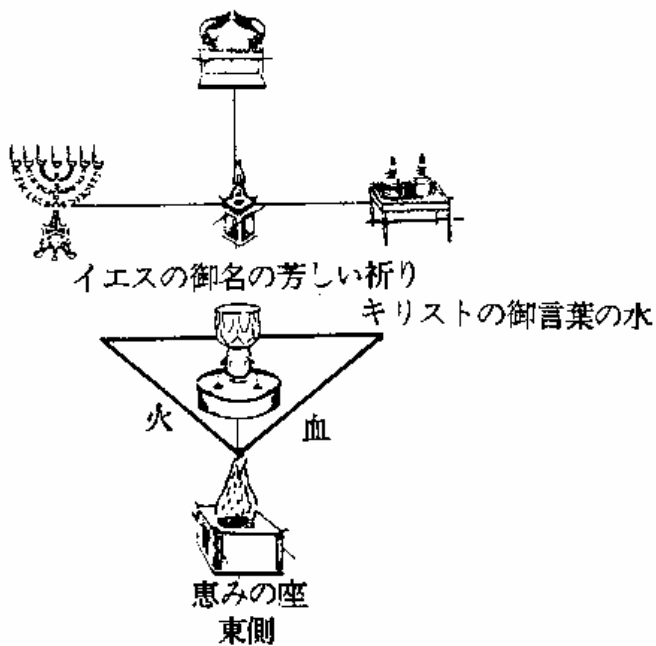 イエスの御名の芳しい祈り
キリストの御言葉の水
火
血
恵みの座
東側